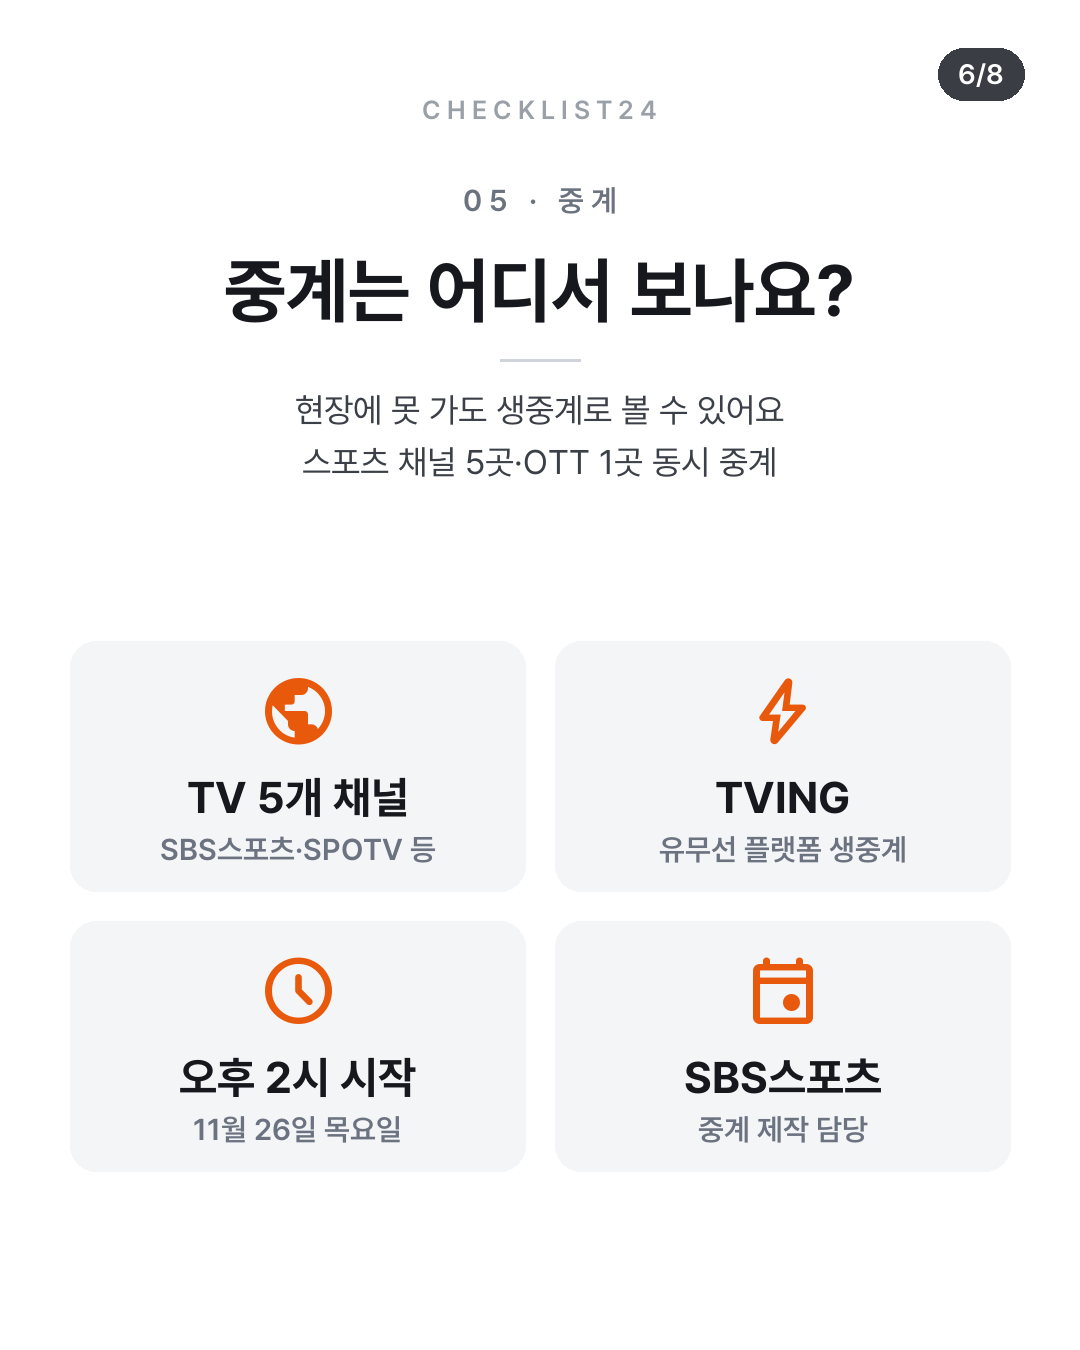 6/8
CHECKLIST24
05 · 중계
중계는 어디서 보나요?
현장에 못 가도 생중계로 볼 수 있어요
스포츠 채널 5곳·OTT 1곳 동시 중계
TV 5개 채널
SBS스포츠·SPOTV 등
TVING
유무선 플랫폼 생중계
오후 2시 시작
11월 26일 목요일
SBS스포츠
중계 제작 담당